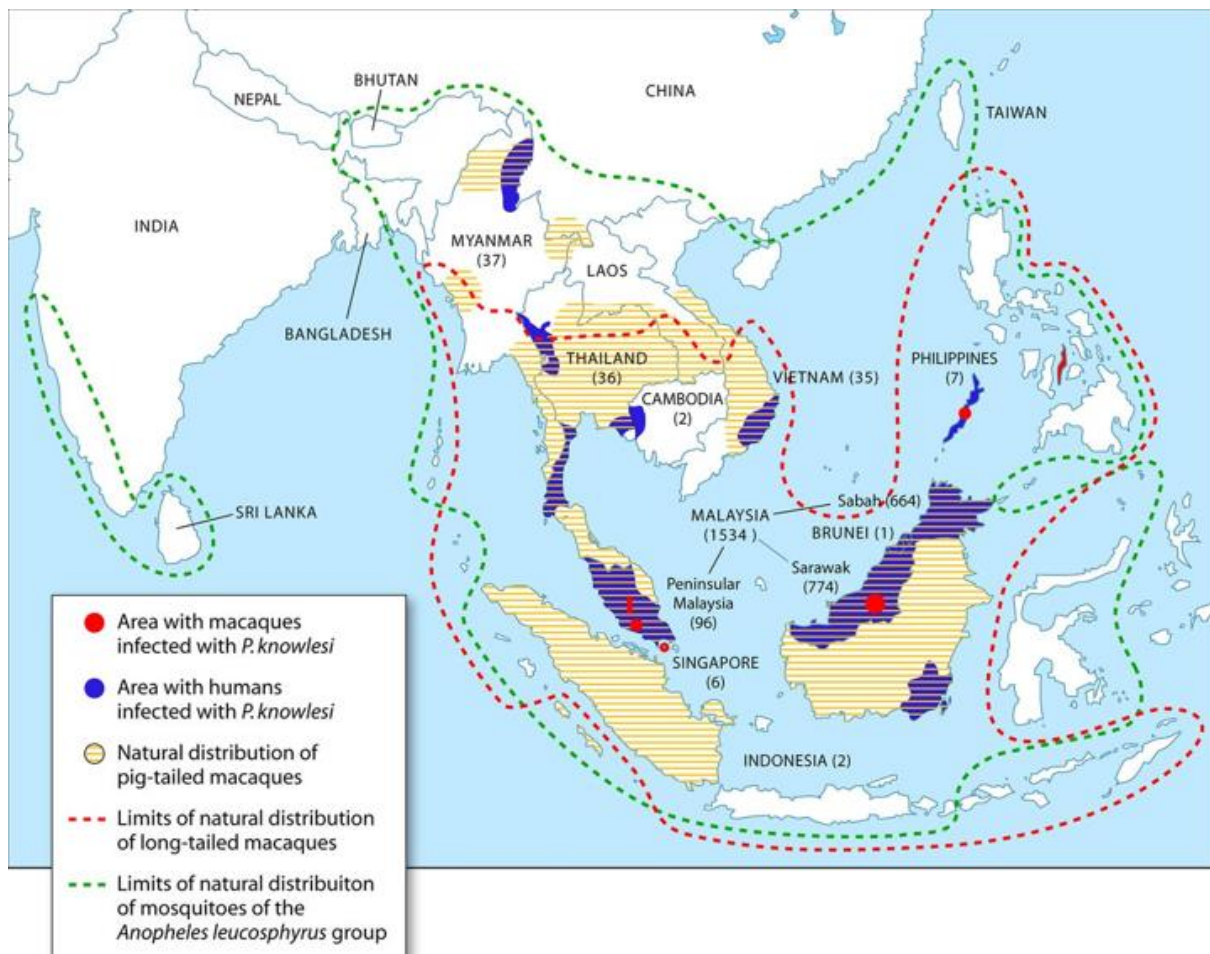 BHUTAN
NEPAL
CHINA
TAIWAN
INDIA
MYANMAR
(37)
LAOS
BANGLADESH
THAILAND
(36)
VIETNAM (35)
PHILIPPINES
(7)
CAMBODIA
(2)
SRI LANKA
MALAYSIA
(1534)
Sabah (664)
BRUNEI (1)
Sarawak
(774)
Peninsular
Malaysia
(96)
SINGAPORE
(6)
INDONESIA (2)
Area with macaques
infected with P. knowlesi
Area with humans
infected with P. knowlesi
Natural distribution of
pig-tailed macaques
Limits of natural distribution
of long-tailed macaques
Limits of natural distribuiton
of mosquitoes of the
Anopheles leucosphyrus group